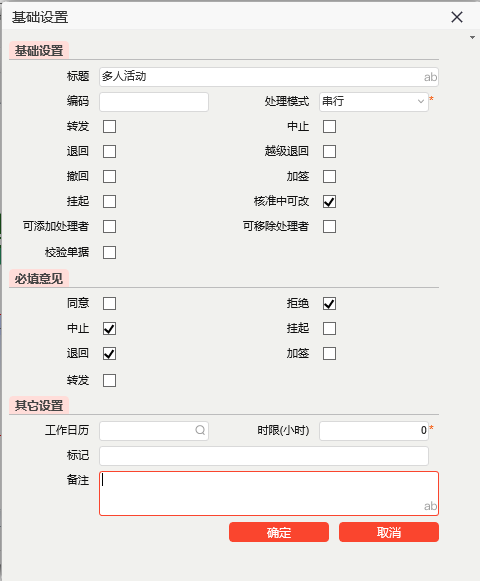 基础设置
基础设置
标题 多人活动 ab
编码 处理模式 串行 *
转发 中止
退回 越级退回
撤回 加签
挂起 核准中可改
可添加处理者 可移除处理者
校验单据
必填意见
同意 拒绝
中止 挂起
退回 加签
转发
其它设置
工作日历 时限(小时) 0 *
标记
备注
ab
确定 取消